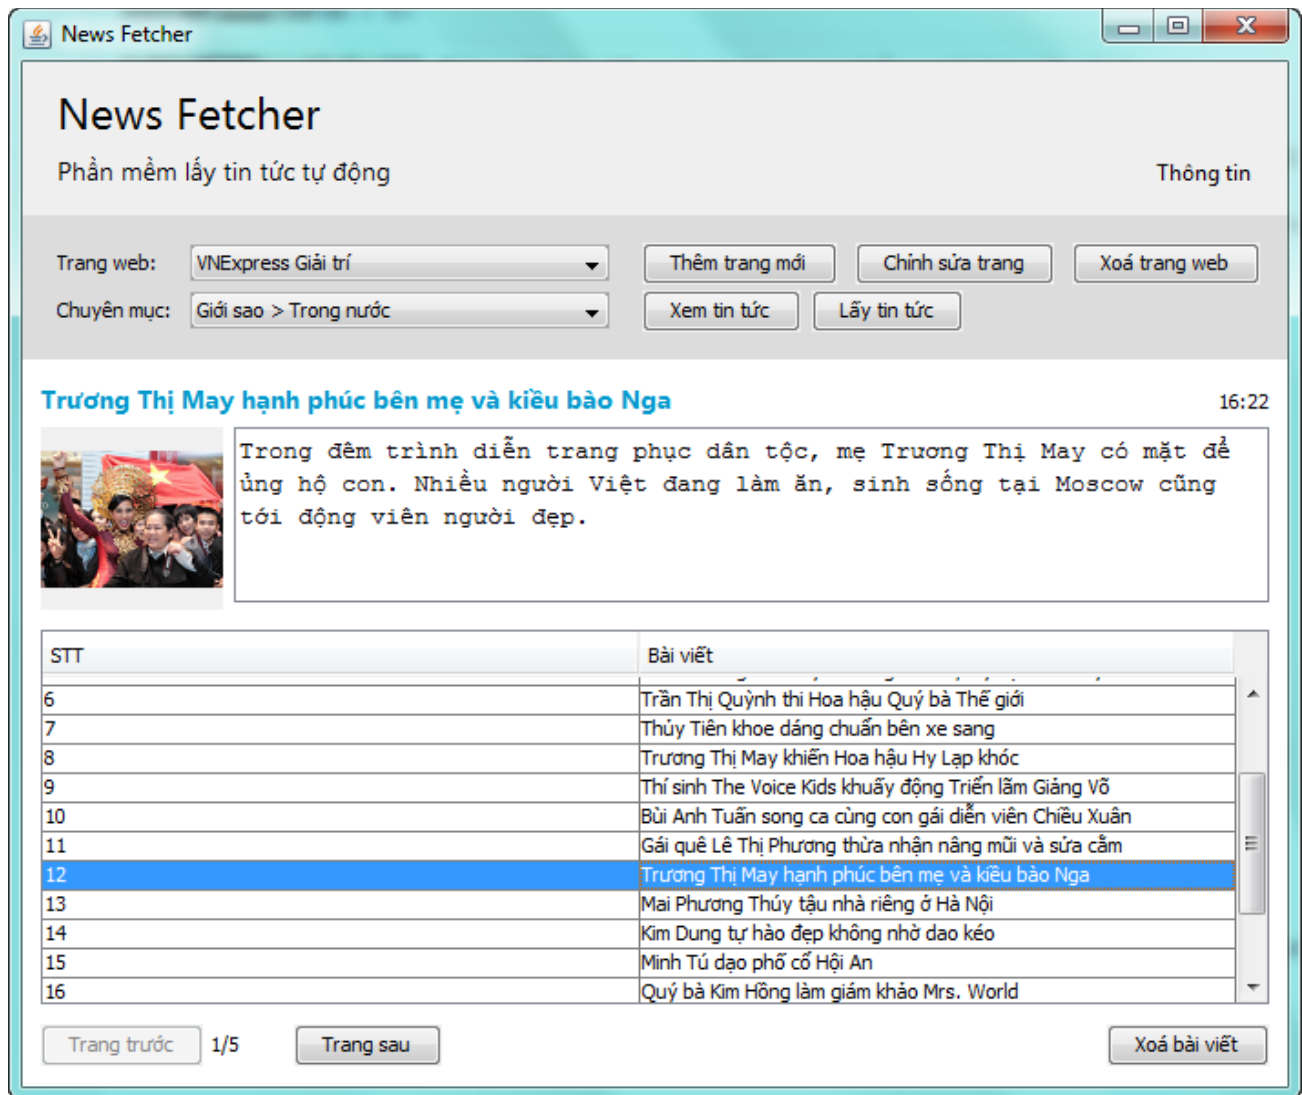 News Fetcher
News Fetcher
Phần mềm lấy tin tức tự động
Thông tin
Trang web: VNExpress Giải trí Thêm trang mới Chỉnh sửa trang Xoá trang web
Chuyên mục: Giới sao > Trong nước Xem tin tức Lấy tin tức
Trương Thị May hạnh phúc bên mẹ và kiều bào Nga 16:22
Trong đêm trình diễn trang phục dân tộc, mẹ Trương Thị May có mặt để
ủng hộ con. Nhiều người Việt đang làm ăn, sinh sống tại Moscow cũng
tới động viên người đẹp.
STT Bài viết
6 Trần Thị Quỳnh thi Hoa hậu Quý bà Thế giới
7 Thủy Tiên khoe dáng chuẩn bên xe sang
8 Trương Thị May khiến Hoa hậu Hy Lạp khóc
9 Thí sinh The Voice Kids khuấy động Triển lãm Giảng Võ
10 Bùi Anh Tuấn song ca cùng con gái diễn viên Chiều Xuân
11 Gái quê Lê Thị Phương thừa nhận nâng mũi và sửa cằm
12 Trương Thị May hạnh phúc bên mẹ và kiều bào Nga
13 Mai Phương Thúy tậu nhà riêng ở Hà Nội
14 Kim Dung tự hào đẹp không nhờ dao kéo
15 Minh Tú dạo phố cổ Hội An
16 Quý bà Kim Hồng làm giám khảo Mrs. World
Trang trước 1/5 Trang sau Xoá bài viết